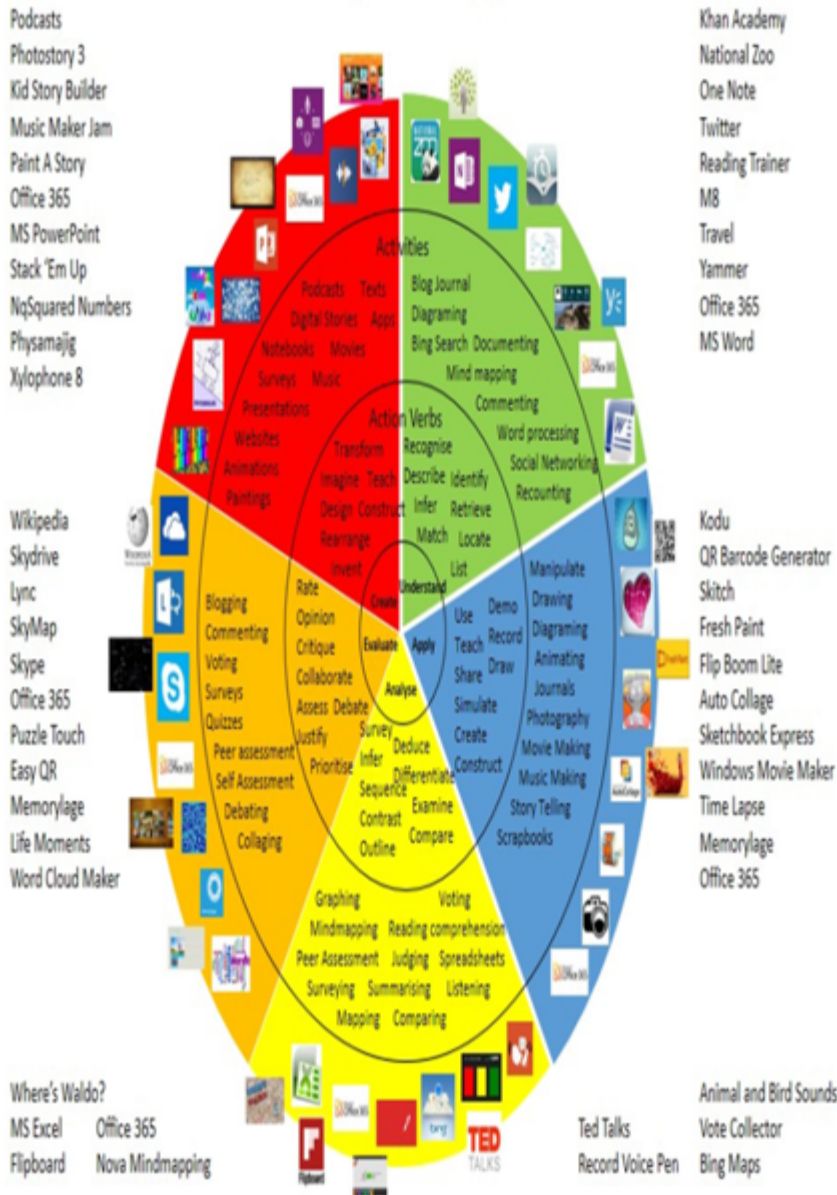 Podcasts
Photostory 3
Kid Story Builder
Music Maker Jam
Paint A Story
Office 365
MS PowerPoint
Stack 'Em Up
NqSquared Numbers
Physamajig
Xylophone 8
Khan Academy
National Zoo
One Note
Twitter
Reading Trainer
M8
Travel
Yammer
Office 365
MS Word
Activities
Podcasts Texts
Digital Stories Apps
Notebooks Movies
Surveys Music
Presentations
Websites
Animations
Paintings
Blog Journal
Diagraming
Bing Search Documenting
Mind mapping
Commenting
Word processing
Social Networking
Recounting
Action Verbs
Transform
Imagine Teach
Design Construct
Rearrange
Invent
Create
Recognise
Describe Identify
Infer Retrieve
Match Locate
List
Understand
Wikipedia
Skydrive
Lync
SkyMap
Skype
Office 365
Puzzle Touch
Easy QR
Memorylage
Life Moments
Word Cloud Maker
Blogging
Commenting
Voting
Surveys
Quizzes
Peer assessment
Self Assessment
Debating
Collaging
Rate
Opinion
Critique
Collaborate
Assess Debate
Justify
Prioritise
Evaluate
Apply
Analyse
Use Demo
Teach Record
Share Draw
Simulate
Create
Construct
Manipulate
Drawing
Diagraming
Animating
Journals
Photography
Movie Making
Music Making
Story Telling
Scrapbooks
Kodu
QR Barcode Generator
Skitch
Fresh Paint
Flip Boom Lite
Auto Collage
Sketchbook Express
Windows Movie Maker
Time Lapse
Memorylage
Office 365
Survey
Infer Deduce
Differentiate
Sequence
Examine
Contrast
Compare
Outline
Graphing Voting
Mindmapping Reading comprehension
Peer Assessment Judging Spreadsheets
Surveying Summarising Listening
Mapping Comparing
Where's Waldo?
MS Excel Office 365
Flipboard Nova Mindmapping
Flipboard
bing
TED
TALKS
Animal and Bird Sounds
Ted Talks Vote Collector
Record Voice Pen Bing Maps